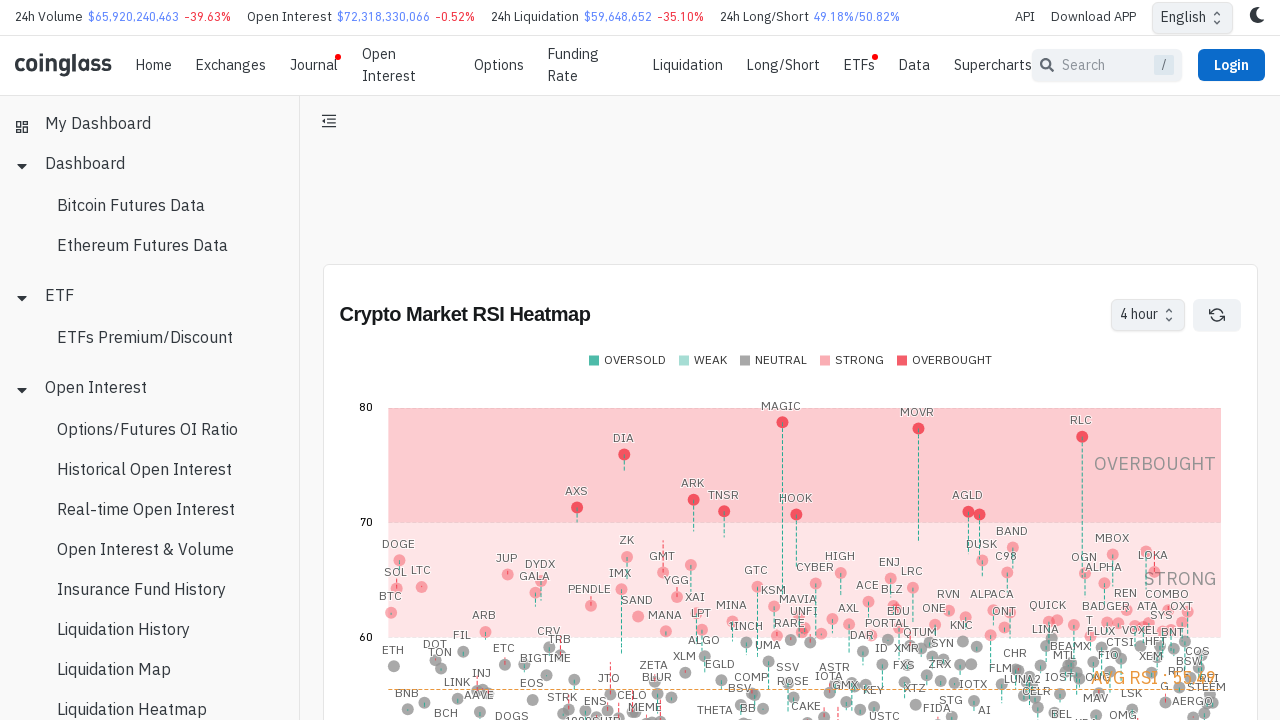 24h Volume $65,920,240,463 -39.63% Open Interest $72,318,330,066 -0.52% 24h Liquidation $59,648,652 -35.10% 24h Long/Short 49.18%/50.82% API Download APP English
coinglass Home Exchanges Journal Open Interest Options Funding Rate Liquidation Long/Short ETFs Data Supercharts Search / Login
My Dashboard
Dashboard
Bitcoin Futures Data
Ethereum Futures Data
ETF
ETFs Premium/Discount
Open Interest
Options/Futures OI Ratio
Historical Open Interest
Real-time Open Interest
Open Interest & Volume
Insurance Fund History
Liquidation History
Liquidation Map
Liquidation Heatmap
Crypto Market RSI Heatmap 4 hour
OVERSOLD WEAK NEUTRAL STRONG OVERBOUGHT
80 MAGIC
MOVR
RLC
DIA
OVERBOUGHT
ARK
AXS TNSR HOOK AGLD
70
BAND
DOGE ZK DUSK MBOX
JUP GMT HIGH C98 OGN LOKA
SOL LTC DYDX GALA IMX YGG GTC CYBER ENJ LRC ALPHA
STRONG
BTC PENDLE SAND XAI KSM MAVIA ACE BLZ RVN ALPACA REN COMBO
ARB MANA LPT MINA UNFI AXL EDU ONE ONT QUICK ADGER ATA OXT
FIL CRV 1INCH RARE PORTAL KNC LINA T FLUX SYS
60
ETH DOT TON ETC TRB BIGTIME ALGO UMA DAR ID XMR QTUM SYN BEAMX CTSI BNT
INJ XLM EGLD SSV ASTR FXS ZRX CHR MTL FIO XEM COS BSW
LINK EOS JTO ZETA BLUR COMP ROSE IOTA GMX XTZ IOTX FLM LUNA2 IOST RPL
AVG RSI :
BNB AAVE STRK ENS CELO BSV KEY STG CELR MAV LSK G STEEM
BCH DOGS MEME THETA CAKE USTC FIDA AI BEL AERGO